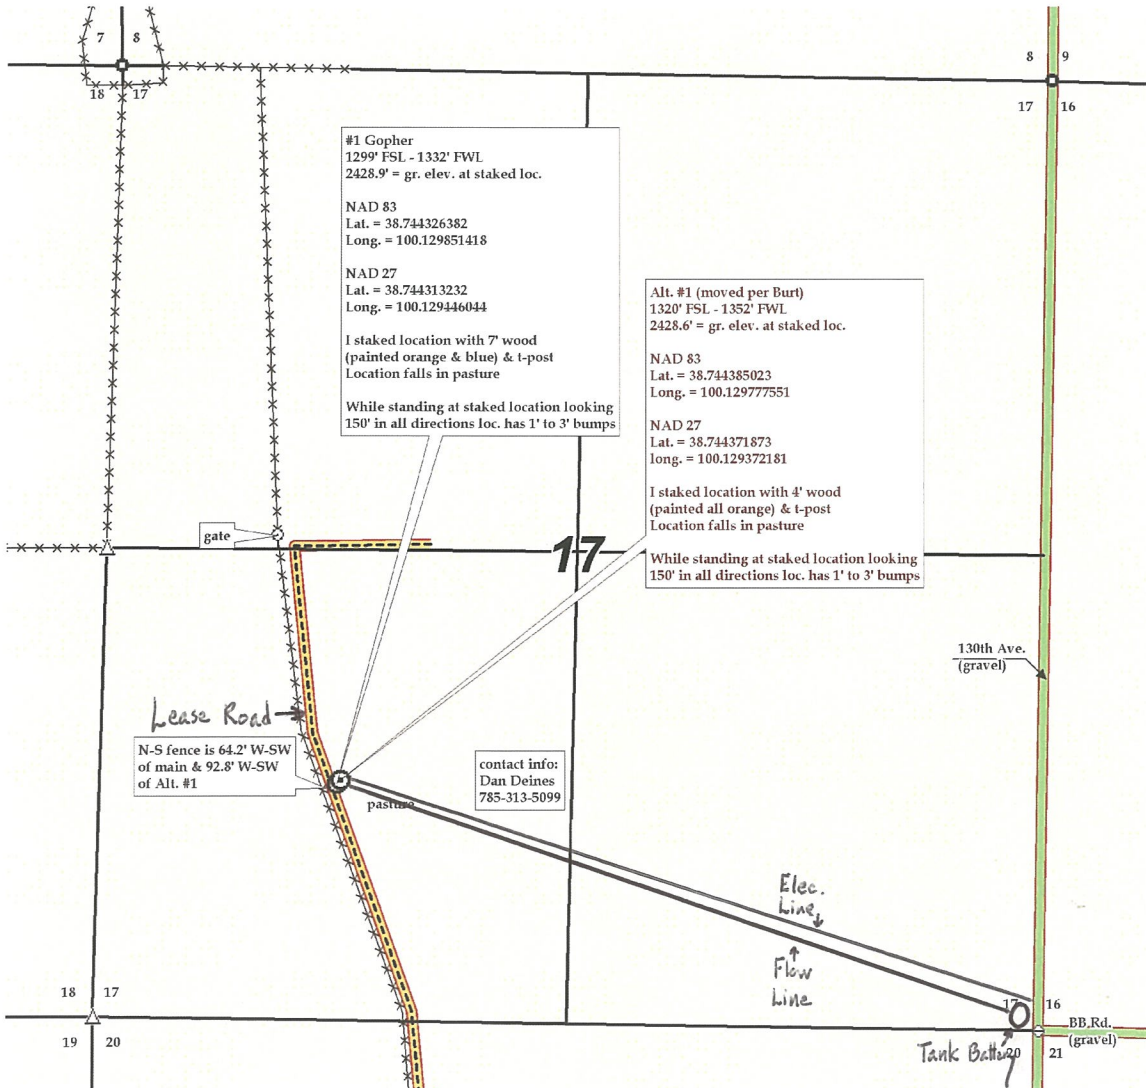 7 8
18 17
8 9
17 16
#1 Gopher
1299' FSL - 1332' FWL
2428.9' = gr. elev. at staked loc.
NAD 83
Lat. = 38.744326382
Long. = 100.129851418
NAD 27
Lat. = 38.744313232
Long. = 100.129446044
I staked location with 7' wood
(painted orange & blue) & t-post
Location falls in pasture
While standing at staked location looking
150' in all directions loc. has 1' to 3' bumps
Alt. #1 (moved per Burt)
1320' FSL - 1352' FWL
2428.6' = gr. elev. at staked loc.
NAD 83
Lat. = 38.744385023
Long. = 100.129777551
NAD 27
Lat. = 38.744371873
long. = 100.129372181
I staked location with 4' wood
(painted all orange) & t-post
Location falls in pasture
While standing at staked location looking
150' in all directions loc. has 1' to 3' bumps
gate
17
130th Ave.
(gravel)
Lease Road
N-S fence is 64.2' W-SW
of main & 92.8' W-SW
of Alt. #1
pasture
contact info:
Dan Deines
785-313-5099
Elec.
Line
Flow
Line
18 17
19 20
17 16
20 21
BB Rd.
(gravel)
Tank Battery